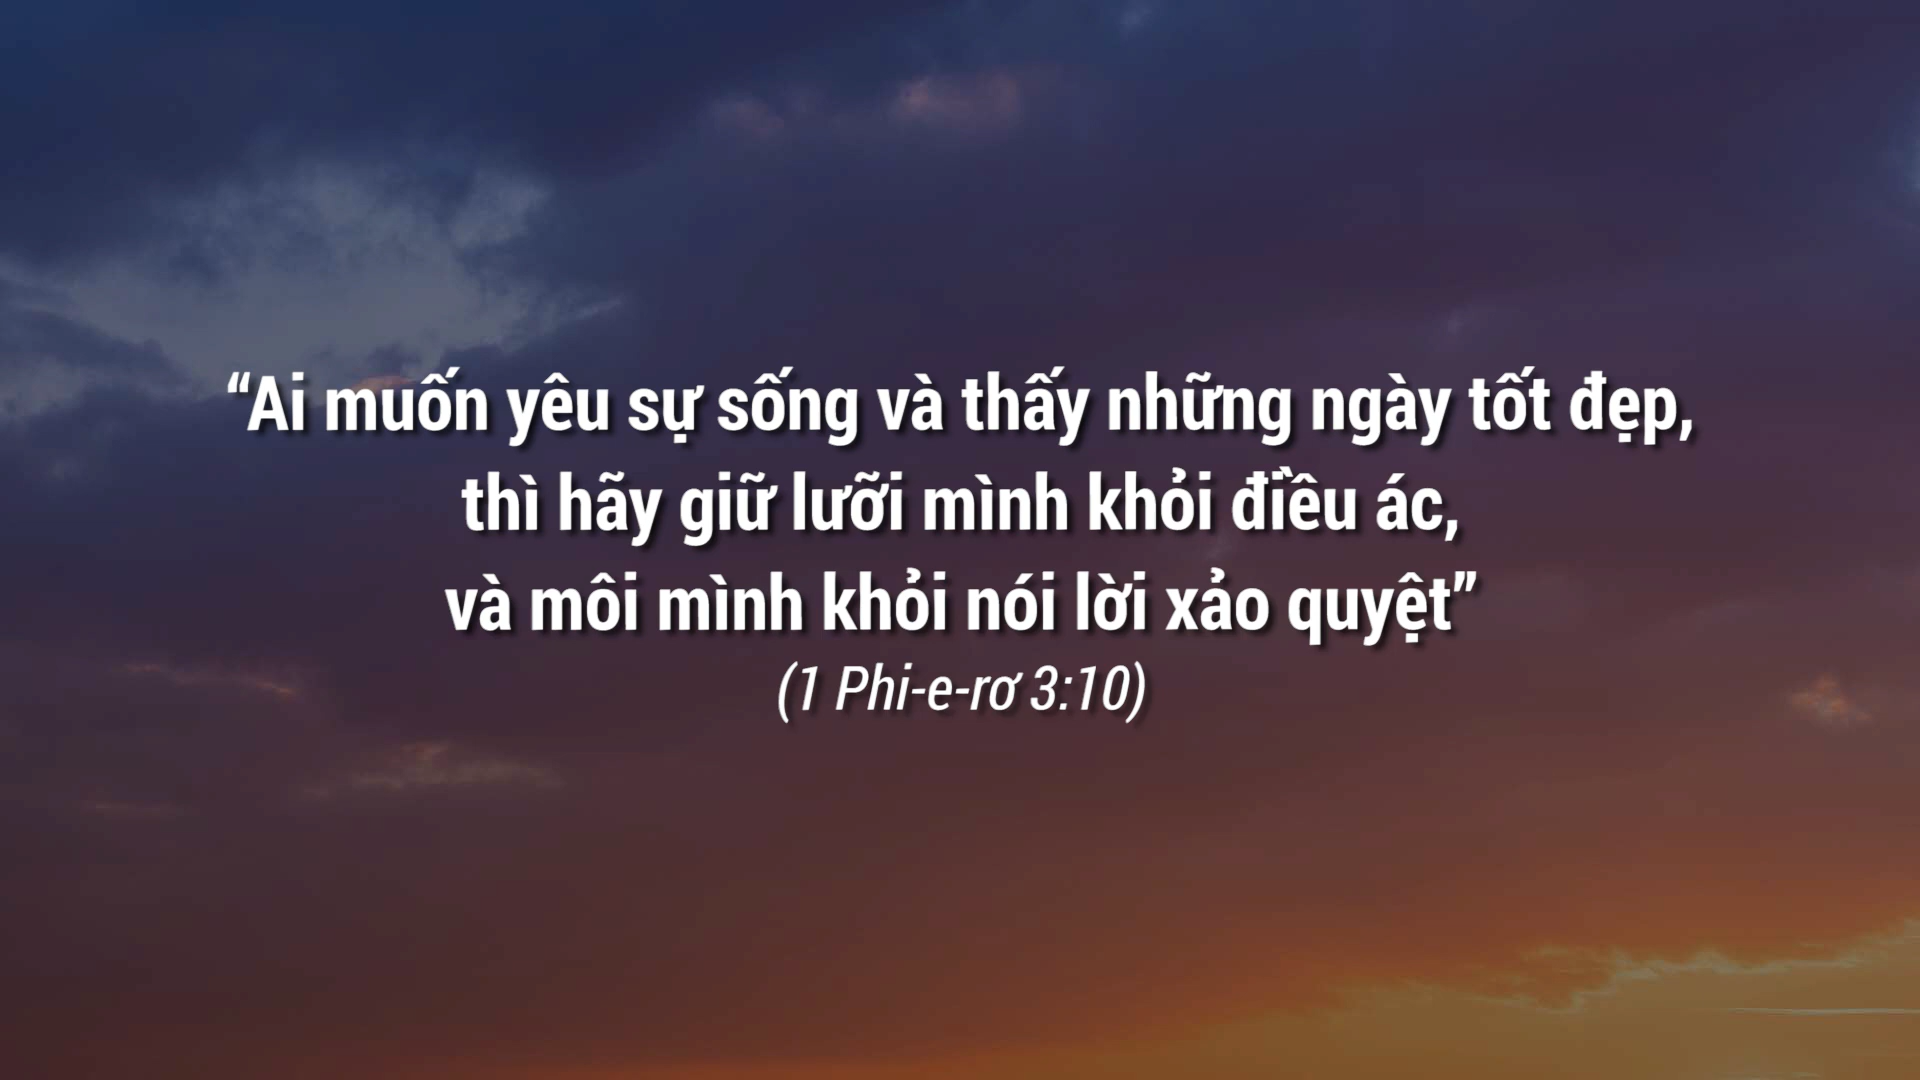 “Ai muốn yêu sự sống và thấy những ngày tốt đẹp,
thì hãy giữ lưỡi mình khỏi điều ác,
và môi mình khỏi nói lời xảo quyệt”
(1 Phi-e-rơ 3:10)